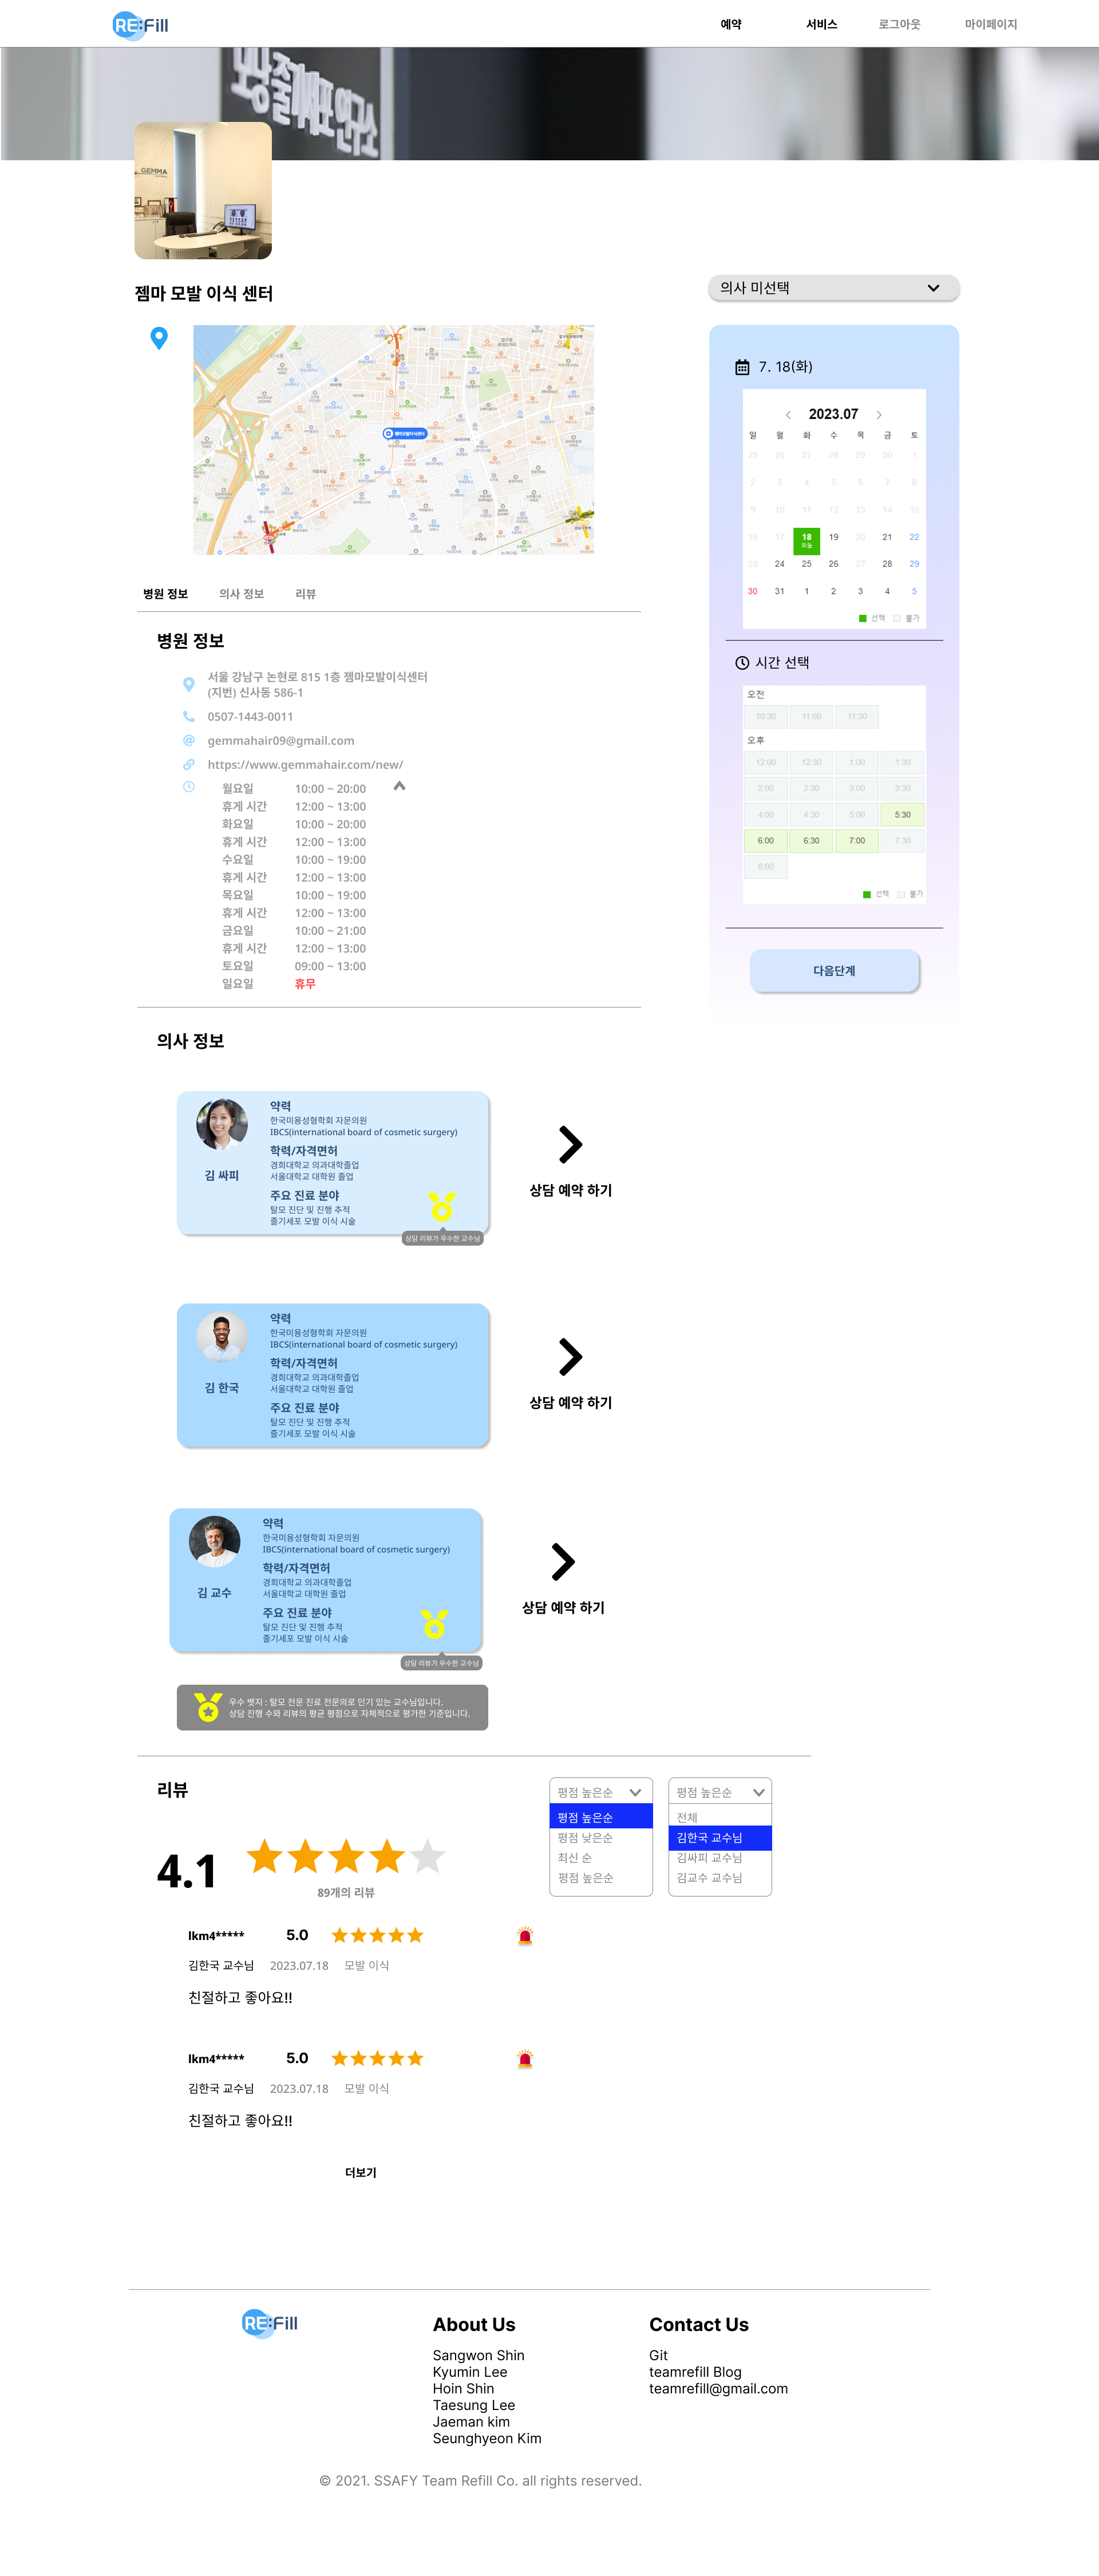 RE:Fill
예약 서비스 로그아웃 마이페이지
모발줄기세포연구소
GEMMA
젬마 모발 이식 센터
의사 미선택
젬마모발이식센터
7. 18(화)
2023.07
일 월 화 수 목 금 토
25 26 27 28 29 30 1
2 3 4 5 6 7 8
9 10 11 12 13 14 15
16 17 18 19 20 21 22
오늘
23 24 25 26 27 28 29
30 31 1 2 3 4 5
선택 불가
시간 선택
오전
10:30 11:00 11:30
오후
12:00 12:30 1:00 1:30
2:00 2:30 3:00 3:30
4:00 4:30 5:00 5:30
6:00 6:30 7:00 7:30
8:00
선택 불가
다음단계
병원 정보 의사 정보 리뷰
병원 정보
서울 강남구 논현로 815 1층 젬마모발이식센터
(지번) 신사동 586-1
0507-1443-0011
gemmahair09@gmail.com
https://www.gemmahair.com/new/
월요일 10:00 ~ 20:00
휴게 시간 12:00 ~ 13:00
화요일 10:00 ~ 20:00
휴게 시간 12:00 ~ 13:00
수요일 10:00 ~ 19:00
휴게 시간 12:00 ~ 13:00
목요일 10:00 ~ 19:00
휴게 시간 12:00 ~ 13:00
금요일 10:00 ~ 21:00
휴게 시간 12:00 ~ 13:00
토요일 09:00 ~ 13:00
일요일 휴무
의사 정보
약력
한국미용성형학회 자문의원
IBCS(international board of cosmetic surgery)
학력/자격면허
경희대학교 의과대학졸업
서울대학교 대학원 졸업
김 싸피
주요 진료 분야
탈모 진단 및 진행 추적
줄기세포 모발 이식 시술
상담 리뷰가 우수한 교수님
상담 예약 하기
약력
한국미용성형학회 자문의원
IBCS(international board of cosmetic surgery)
학력/자격면허
경희대학교 의과대학졸업
서울대학교 대학원 졸업
김 한국
주요 진료 분야
탈모 진단 및 진행 추적
줄기세포 모발 이식 시술
상담 예약 하기
약력
한국미용성형학회 자문의원
IBCS(international board of cosmetic surgery)
학력/자격면허
경희대학교 의과대학졸업
서울대학교 대학원 졸업
김 교수
주요 진료 분야
탈모 진단 및 진행 추적
줄기세포 모발 이식 시술
상담 리뷰가 우수한 교수님
상담 예약 하기
우수 뱃지 : 탈모 전문 진료 전문의로 인기 있는 교수님입니다.
상담 진행 수와 리뷰의 평균 평점으로 자체적으로 평가한 기준입니다.
리뷰
평점 높은순
평점 높은순
평점 낮은순
최신 순
평점 높은순
평점 높은순
전체
김한국 교수님
김싸피 교수님
김교수 교수님
4.1
89개의 리뷰
lkm4***** 5.0
김한국 교수님 2023.07.18 모발 이식
친절하고 좋아요!!
lkm4***** 5.0
김한국 교수님 2023.07.18 모발 이식
친절하고 좋아요!!
더보기
RE:Fill
About Us
Sangwon Shin
Kyumin Lee
Hoin Shin
Taesung Lee
Jaeman kim
Seunghyeon Kim
Contact Us
Git
teamrefill Blog
teamrefill@gmail.com
© 2021. SSAFY Team Refill Co. all rights reserved.